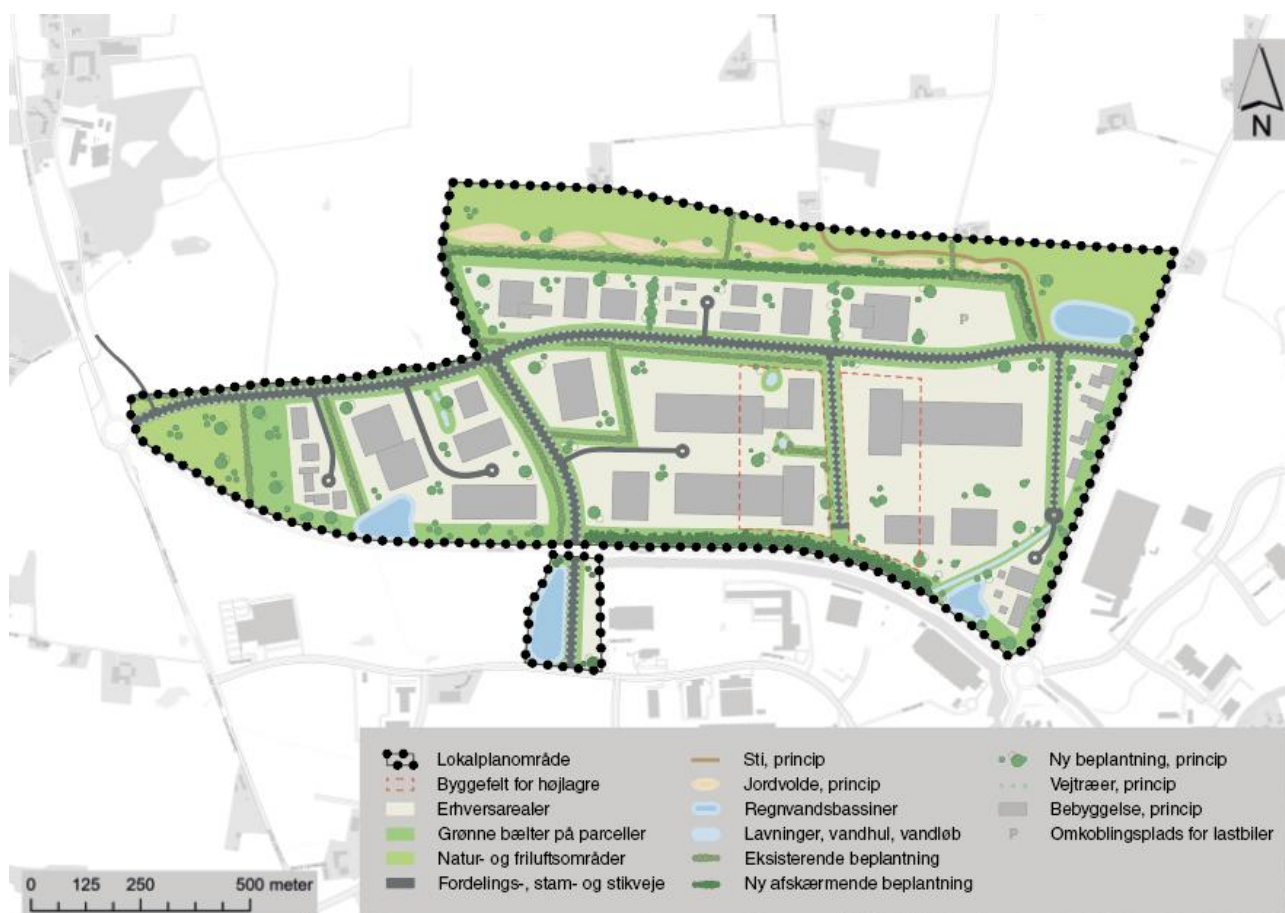 N
P
Lokalplanområde
Byggefelt for højlagre
Erhversarealer
Grønne bælter på parceller
Natur- og friluftsområder
Fordelings-, stam- og stikveje
Sti, princip
Jordvolde, princip
Regnvandsbassiner
Lavninger, vandhul, vandløb
Eksisterende beplantning
Ny afskærmende beplantning
Ny beplantning, princip
Vejtræer, princip
Bebyggelse, princip
P Omkoblingsplads for lastbiler
0 125 250 500 meter